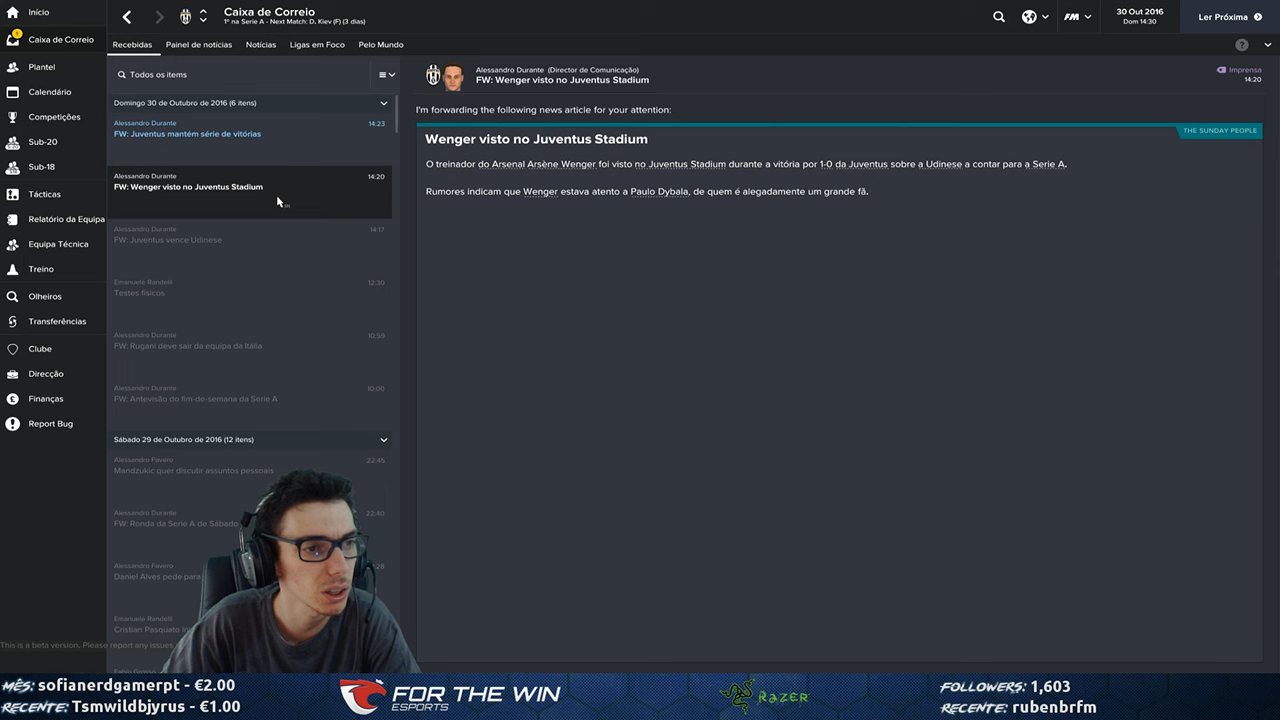 Início
Caixa de Correio
1º na Serie A - Next Match: D. Kiev (F) (3 dias)
FM
30 Out 2016
Dom 14:30
Ler Próxima
1
Caixa de Correio
Plantel
Calendário
Competições
Sub-20
Sub-18
Tácticas
Relatório da Equipa
Equipa Técnica
Treino
Olheiros
Transferências
Clube
Direcção
Finanças
Report Bug
Recebidas
Painel de notícias
Notícias
Ligas em Foco
Pelo Mundo
?
Todos os items
Domingo 30 de Outubro de 2016 (6 itens)
Alessandro Durante 14:23
FW: Juventus mantém série de vitórias
Alessandro Durante 14:20
FW: Wenger visto no Juventus Stadium
Alessandro Durante 14:17
FW: Juventus vence Udinese
Emanuele Randelli 12:30
Testes físicos
Alessandro Durante 10:59
FW: Rugani deve sair da equipa da Itália
Alessandro Durante 10:00
FW: Antevisão do fim-de-semana da Serie A
Sábado 29 de Outubro de 2016 (12 itens)
Alessandro Favero 22:45
Mandzukic quer discutir assuntos pessoais
Alessandro Durante 22:40
FW: Ronda da Serie A de Sábado
Alessandro Favero
Daniel Alves pede para
Emanuele Randelli
Cristian Pasquato
Alessandro Durante (Director de Comunicação)
FW: Wenger visto no Juventus Stadium
Imprensa
14:20
I'm forwarding the following news article for your attention:
Wenger visto no Juventus Stadium
THE SUNDAY PEOPLE
O treinador do Arsenal Arsène Wenger foi visto no Juventus Stadium durante a vitória por 1-0 da Juventus sobre a Udinese a contar para a Serie A.
Rumores indicam que Wenger estava atento a Paulo Dybala, de quem é alegadamente um grande fã.
This is a beta version. Please report any issues
MÊS: sofianerdgamerpt - €2.00
RECENTE: Tsmwildbjyrus - €1.00
FOR THE WIN
ESPORTS
RAZER
FOLLOWERS: 1,603
RECENTE: rubenbrfm